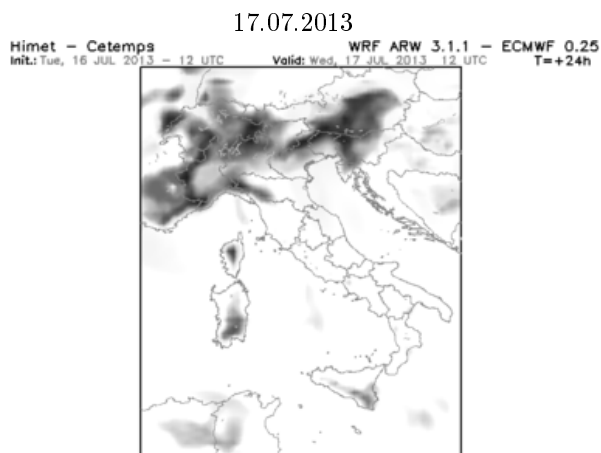 17.07.2013
Himet - Cetemps WRF ARW 3.1.1 - ECMWF 0.25
Init.: Tue, 16 JUL 2013 - 12 UTC Valid: Wed, 17 JUL 2013 12 UTC T=+24h